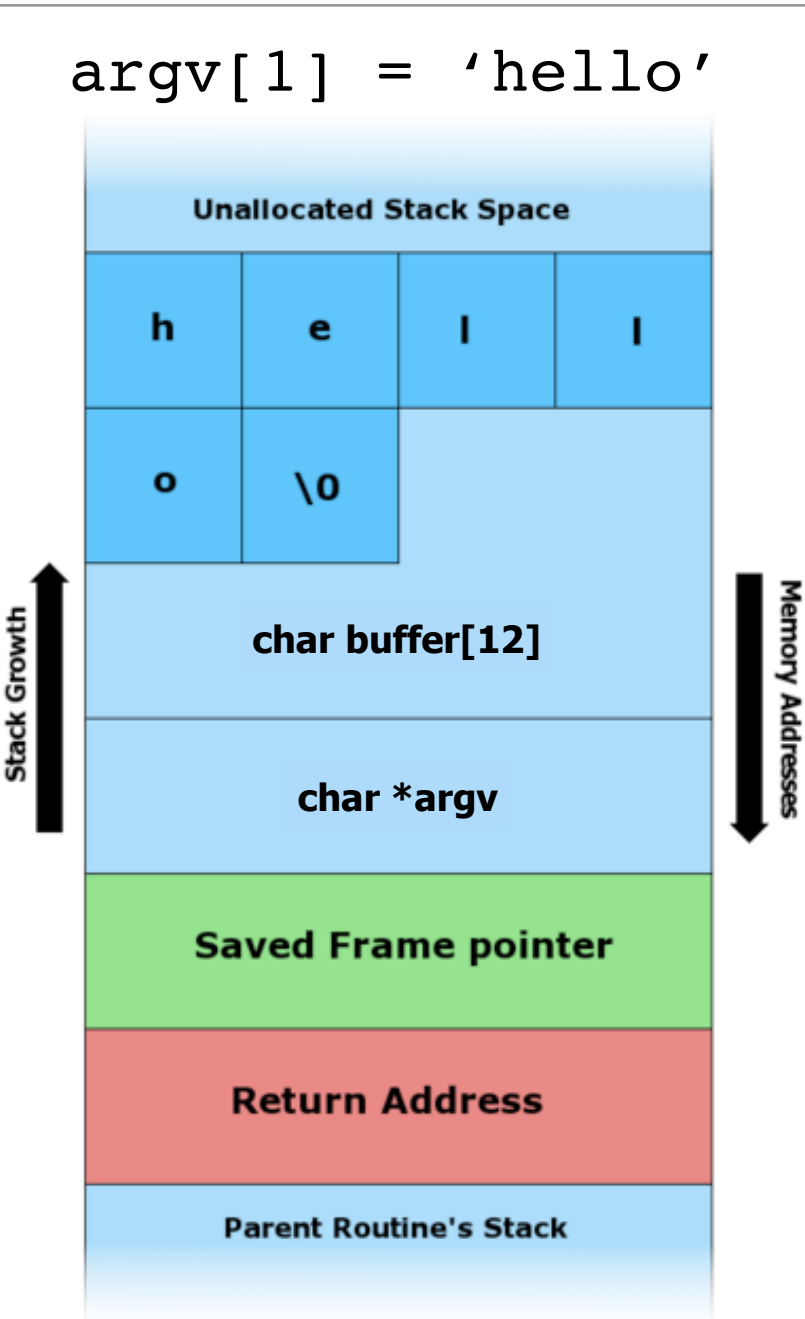 argv[1] = ‘hello’
Unallocated Stack Space
h e l l
o \0
char buffer[12]
Stack Growth
Memory Addresses
char *argv
Saved Frame pointer
Return Address
Parent Routine's Stack